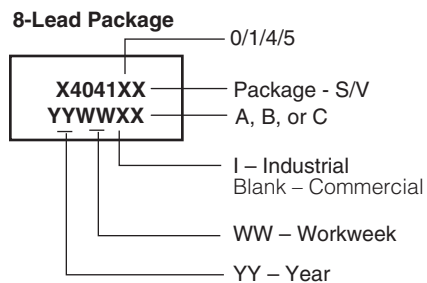 8-Lead Package
0/1/4/5
X4041XX
Package - S/V
YYWWXX
A, B, or C
I – Industrial
Blank – Commercial
WW – Workweek
YY – Year